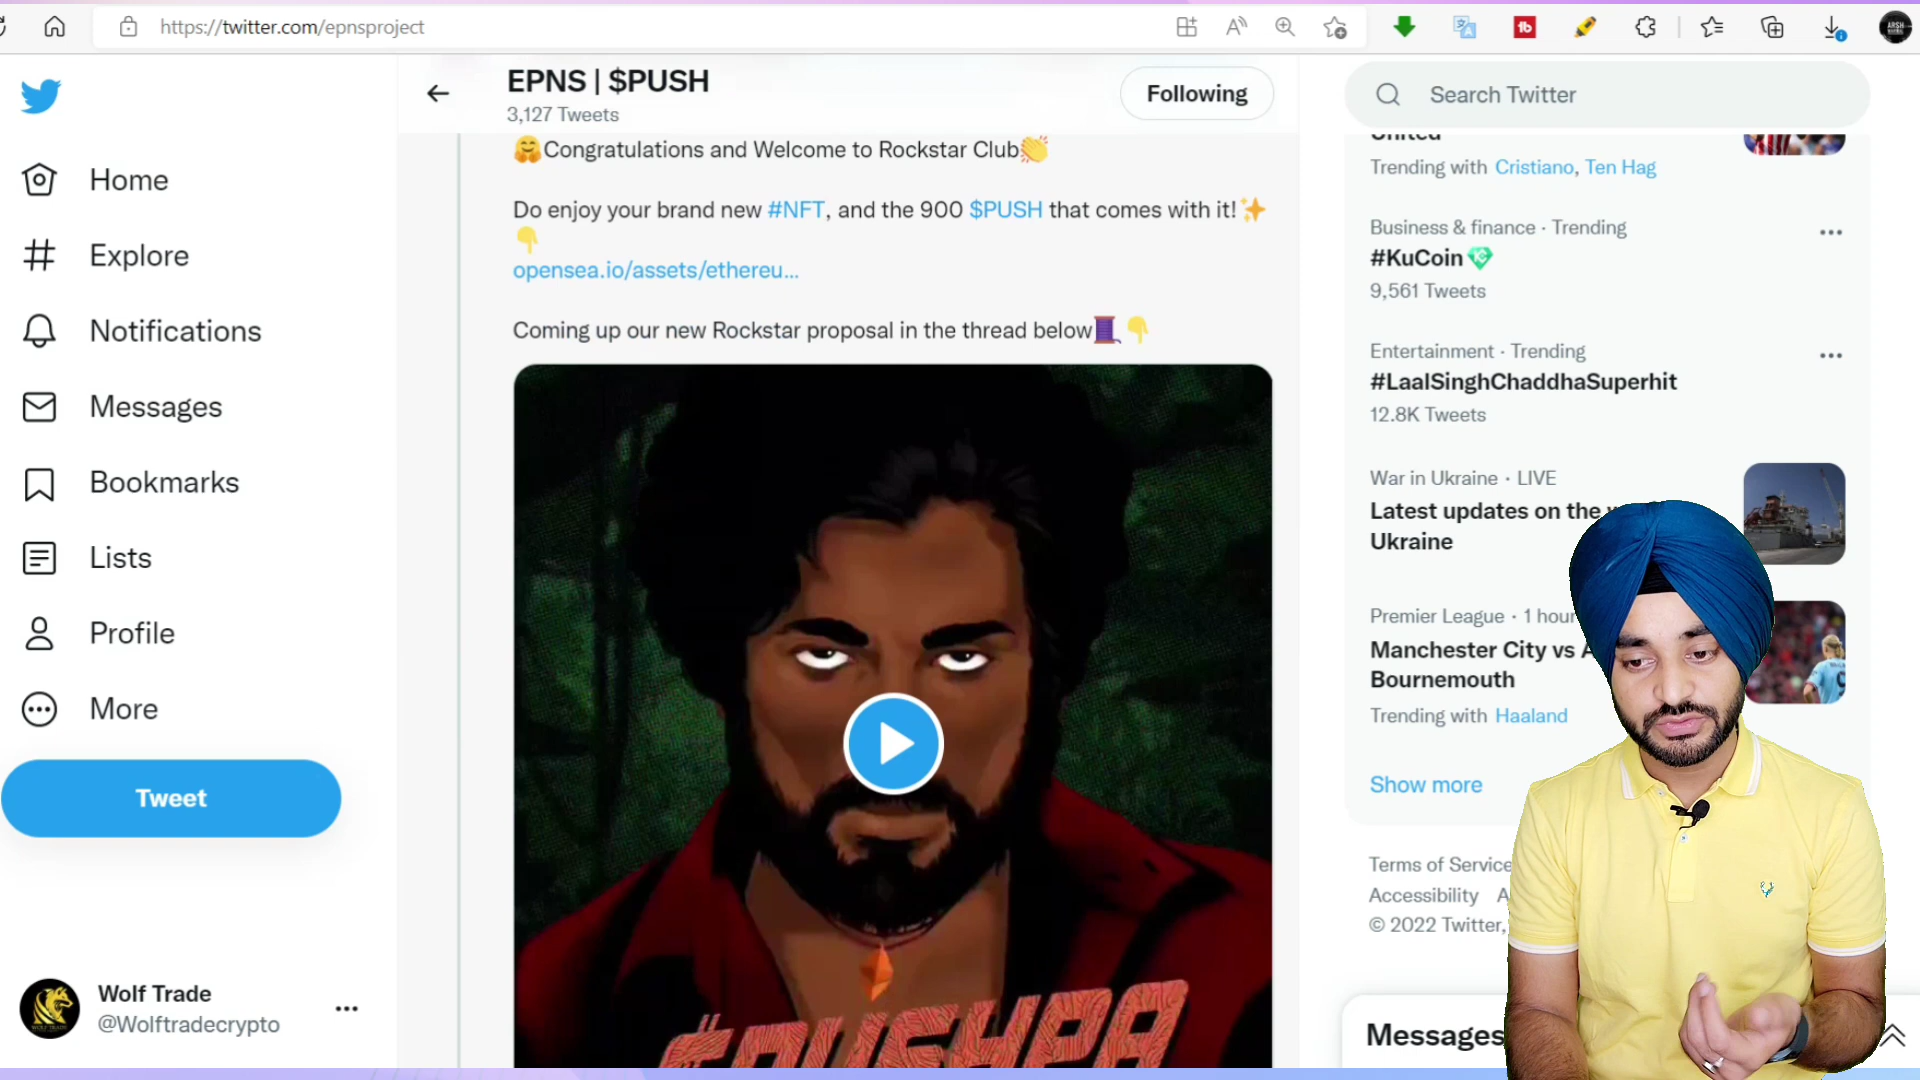 https://twitter.com/epnsproject
EPNS | $PUSH
3,127 Tweets
Following
Search Twitter
Home
Explore
Notifications
Messages
Bookmarks
Lists
Profile
More
Tweet
Wolf Trade
@Wolftradecrypto
🤗Congratulations and Welcome to Rockstar Club👏
Do enjoy your brand new #NFT, and the 900 $PUSH that comes with it!✨
👇
opensea.io/assets/ethereu...
Coming up our new Rockstar proposal in the thread below🧵👇
$PUSHPA
United
Trending with Cristiano, Ten Hag
Business & finance · Trending
#KuCoin
9,561 Tweets
Entertainment · Trending
#LaalSinghChaddhaSuperhit
12.8K Tweets
War in Ukraine · LIVE
Latest updates on the
Ukraine
Premier League · 1 hour
Manchester City vs A
Bournemouth
Trending with Haaland
Show more
Terms of Service
Accessibility
© 2022 Twitter,
Messages